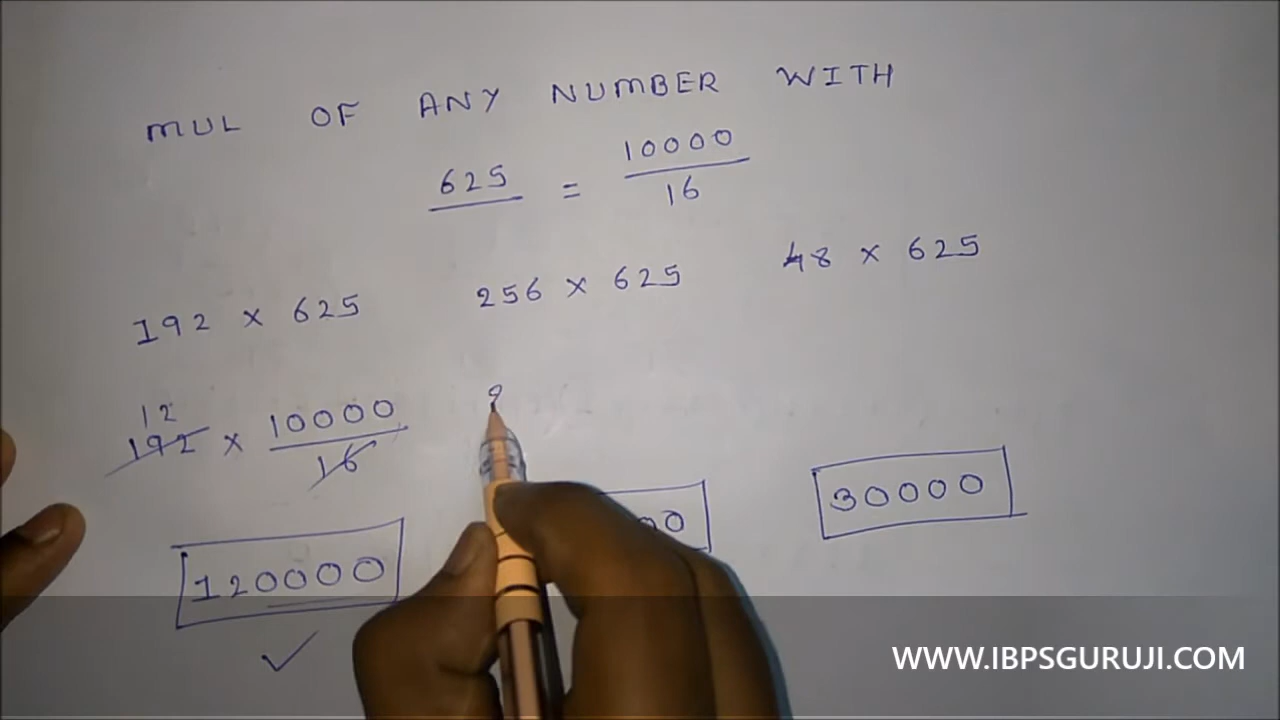 MUL OF ANY NUMBER WITH
625 = 10000
16
192 x 625
256 x 625
48 x 625
12
192 x 10000
16
120000
00
30000
WWW.IBPSGURUJI.COM